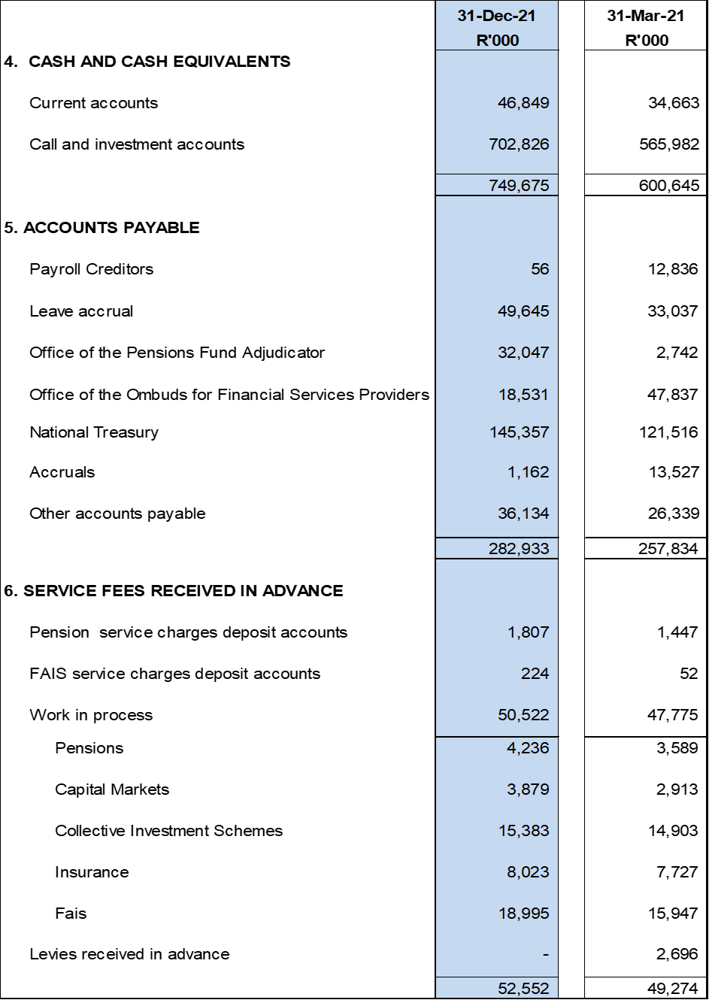 31-Dec-21 31-Mar-21
R'000 R'000
4. CASH AND CASH EQUIVALENTS
Current accounts 46,849 34,663
Call and investment accounts 702,826 565,982
749,675 600,645
5. ACCOUNTS PAYABLE
Payroll Creditors 56 12,836
Leave accrual 49,645 33,037
Office of the Pensions Fund Adjudicator 32,047 2,742
Office of the Ombuds for Financial Services Providers 18,531 47,837
National Treasury 145,357 121,516
Accruals 1,162 13,527
Other accounts payable 36,134 26,339
282,933 257,834
6. SERVICE FEES RECEIVED IN ADVANCE
Pension service charges deposit accounts 1,807 1,447
FAIS service charges deposit accounts 224 52
Work in process 50,522 47,775
Pensions 4,236 3,589
Capital Markets 3,879 2,913
Collective Investment Schemes 15,383 14,903
Insurance 8,023 7,727
Fais 18,995 15,947
Levies received in advance - 2,696
52,552 49,274